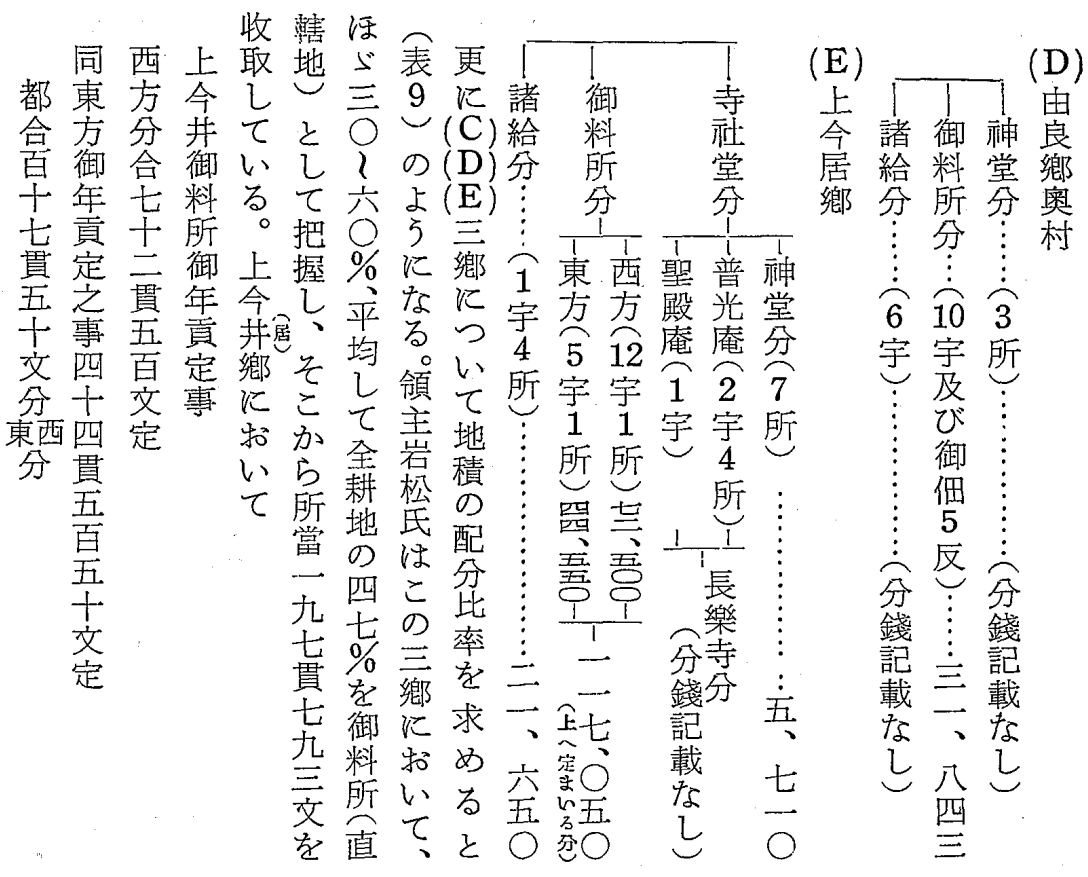 (D)由良鄕奧村
神堂分……(3所)…………(分錢記載なし)
御料所分…(10宇及び御佃5反)……三一、八四三
諸給分……(6宇)…………(分錢記載なし)
(E)上今居鄕
神堂分(7所)…………五、七一〇
寺社堂分 普光庵(2宇4所) 長樂寺分
聖殿庵(1宇) (分錢記載なし)
西方(12宇1所)七二、五〇〇
御料所分 一一七、〇五〇
(上へ定まいる分)
東方(5宇1所)四四、五五〇
諸給分……(1宇4所)…………二一、六五〇
更に(C)(D)(E)三鄕について地積の配分比率を求めると
(表9)のようになる。領主岩松氏はこの三鄕において、
ほゞ三〇〜六〇%、平均して全耕地の四七%を御料所(直
轄地)として把握し、そこから所當一九七貫七九三文を
收取している。上今井(居)鄕において
上今井御料所御年貢定事
西方分合七十二貫五百文定
同東方御年貢定之事四十四貫五百五十文定
都合百十七貫五十文分西東分